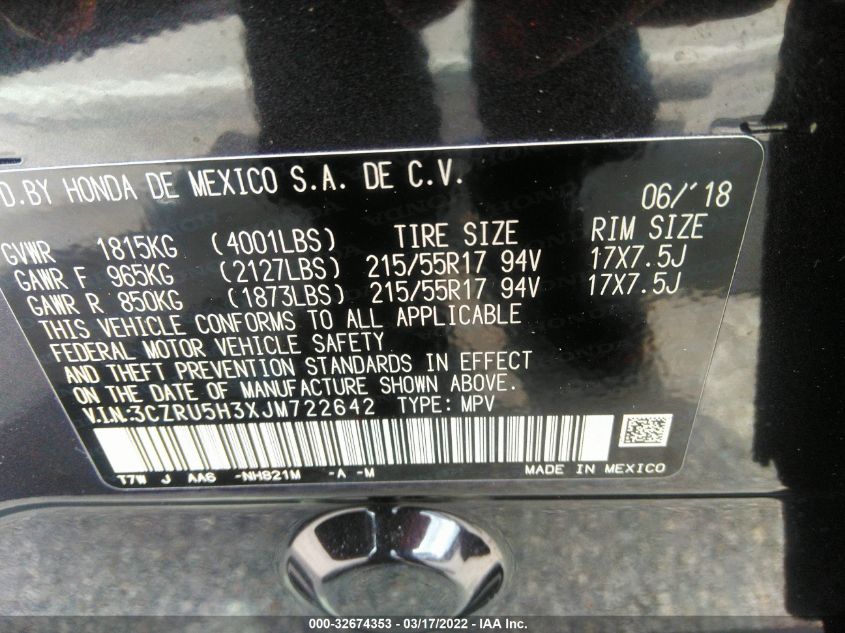 D.BY HONDA DE MEXICO S.A. DE C.V. 06/'18
GVWR 1815KG (4001LBS) TIRE SIZE RIM SIZE
GAWR F 965KG (2127LBS) 215/55R17 94V 17X7.5J
GAWR R 850KG (1873LBS) 215/55R17 94V 17X7.5J
THIS VEHICLE CONFORMS TO ALL APPLICABLE
FEDERAL MOTOR VEHICLE SAFETY
AND THEFT PREVENTION STANDARDS IN EFFECT
ON THE DATE OF MANUFACTURE SHOWN ABOVE.
V.I.N:3CZRU5H3XJM722642 TYPE: MPV
T7W J AA6 -NH821M -A -M MADE IN MEXICO
000-32674353 / 03/17/2022 - IAA Inc.